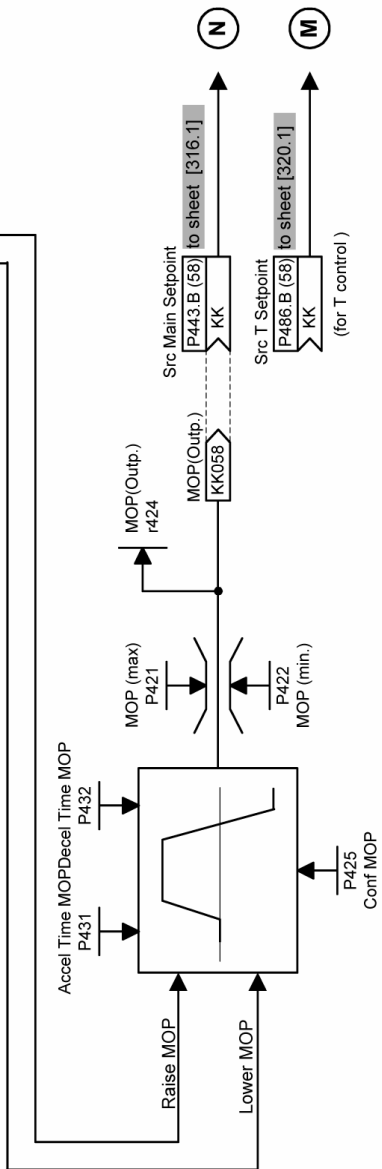 Accel Time MOPDecel Time MOP
P431
P432
Raise MOP
Lower MOP
P425
Conf MOP
MOP (max)
P421
P422
MOP (min.)
MOP(Outp.)
r424
MOP(Outp.)
KK058
Src Main Setpoint
P443.B (58)
KK
to sheet [316.1]
N
Src T Setpoint
P486.B (58)
KK
(for T control )
to sheet [320.1]
M